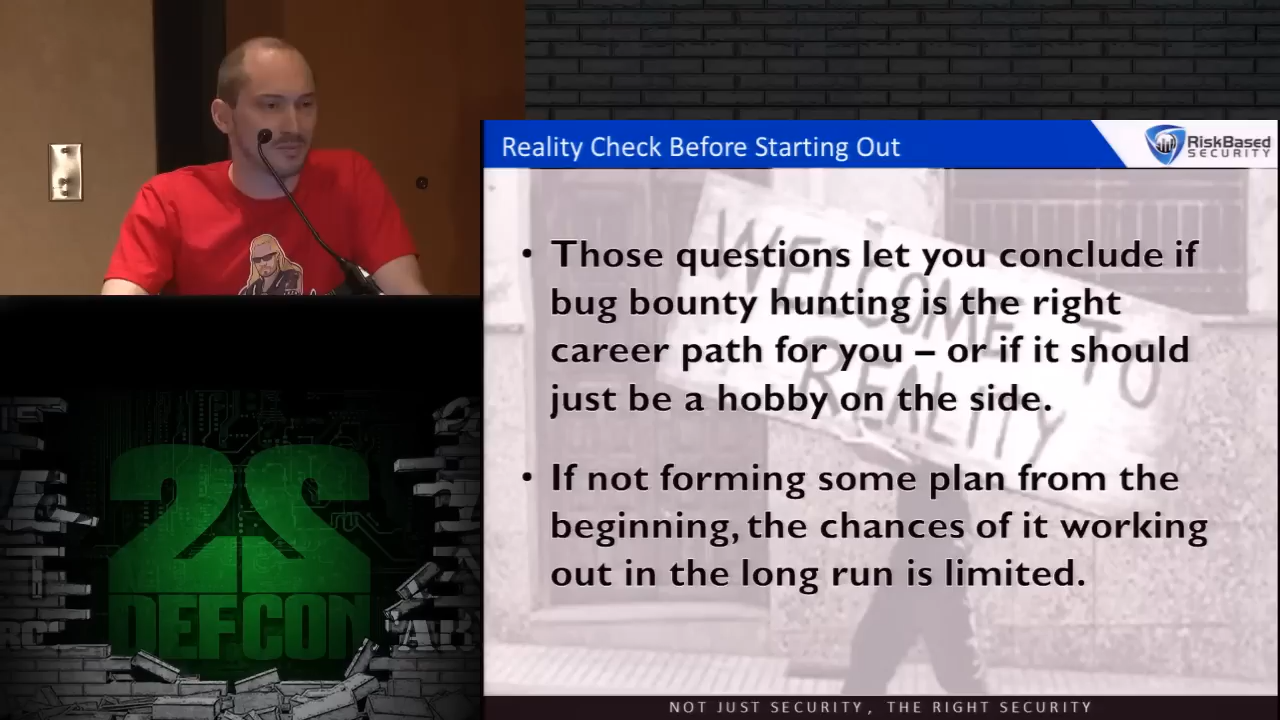 Reality Check Before Starting Out
RiskBased
SECURITY
• Those questions let you conclude if
bug bounty hunting is the right
career path for you – or if it should
just be a hobby on the side.
• If not forming some plan from the
beginning, the chances of it working
out in the long run is limited.
WELCOME TO
REALITY
22
DEFCON
NOT JUST SECURITY, THE RIGHT SECURITY